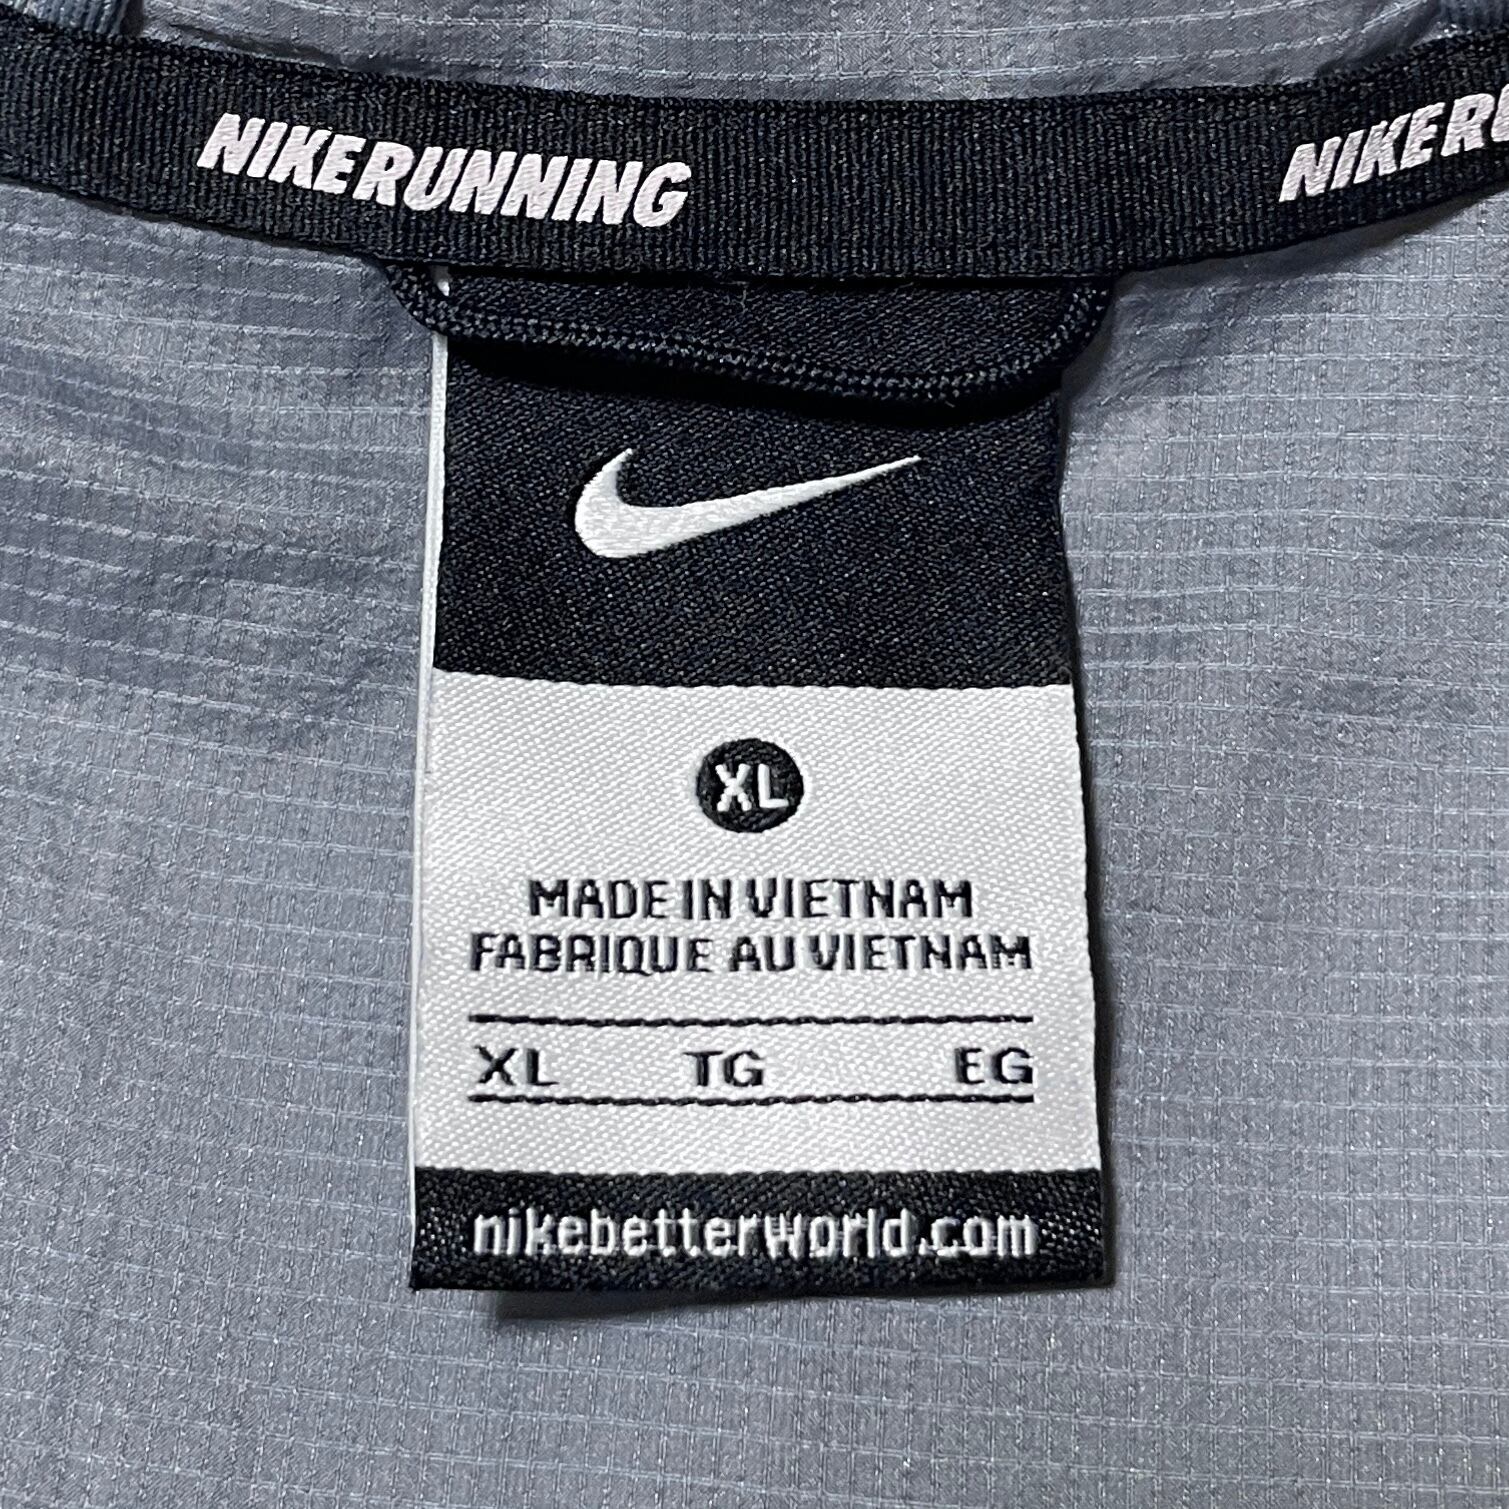 NIKERUNNING NIKERU
XL
MADE IN VIETNAM
FABRIQUE AU VIETNAM
XL TG EG
nikebetterworld.com